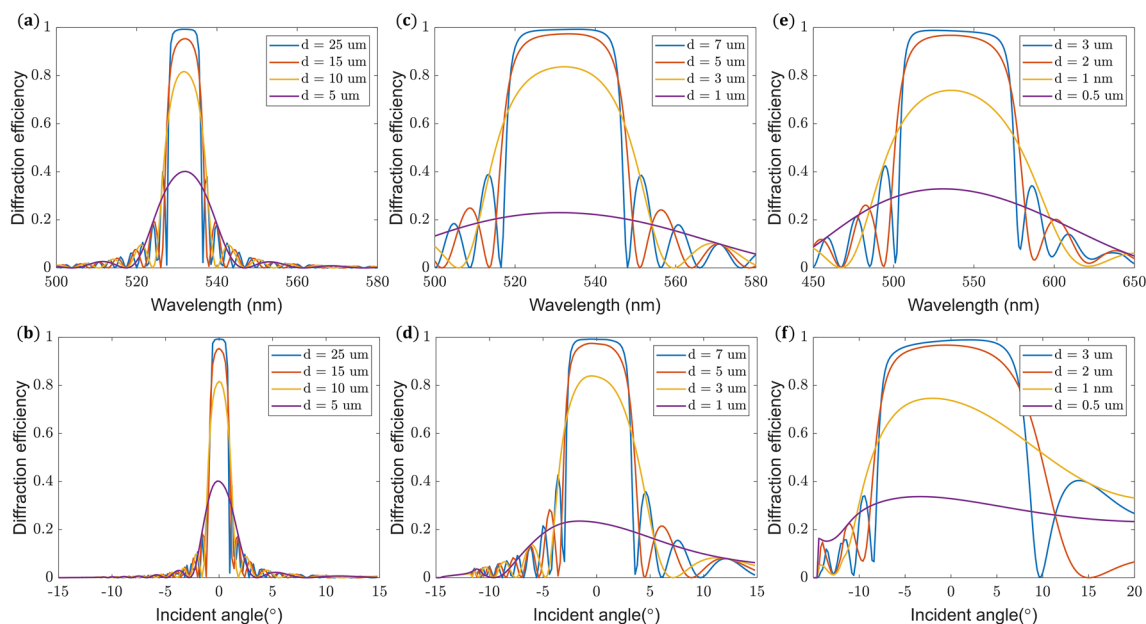 (a)
1
0.8
0.6
0.4
0.2
0
Diffraction efficiency
500
520
540
560
580
Wavelength (nm)
d = 25 um
d = 15 um
d = 10 um
d = 5 um
(c)
1
0.8
0.6
0.4
0.2
0
Diffraction efficiency
500
520
540
560
580
Wavelength (nm)
d = 7 um
d = 5 um
d = 3 um
d = 1 um
(e)
1
0.8
0.6
0.4
0.2
0
Diffraction efficiency
450
500
550
600
650
Wavelength (nm)
d = 3 um
d = 2 um
d = 1 nm
d = 0.5 um
(b)
1
0.8
0.6
0.4
0.2
0
Diffraction efficiency
-15
-10
-5
0
5
10
15
Incident angle(°)
d = 25 um
d = 15 um
d = 10 um
d = 5 um
(d)
1
0.8
0.6
0.4
0.2
0
Diffraction efficiency
-15
-10
-5
0
5
10
15
Incident angle(°)
d = 7 um
d = 5 um
d = 3 um
d = 1 um
(f)
1
0.8
0.6
0.4
0.2
0
Diffraction efficiency
-10
-5
0
5
10
15
20
Incident angle(°)
d = 3 um
d = 2 um
d = 1 nm
d = 0.5 um